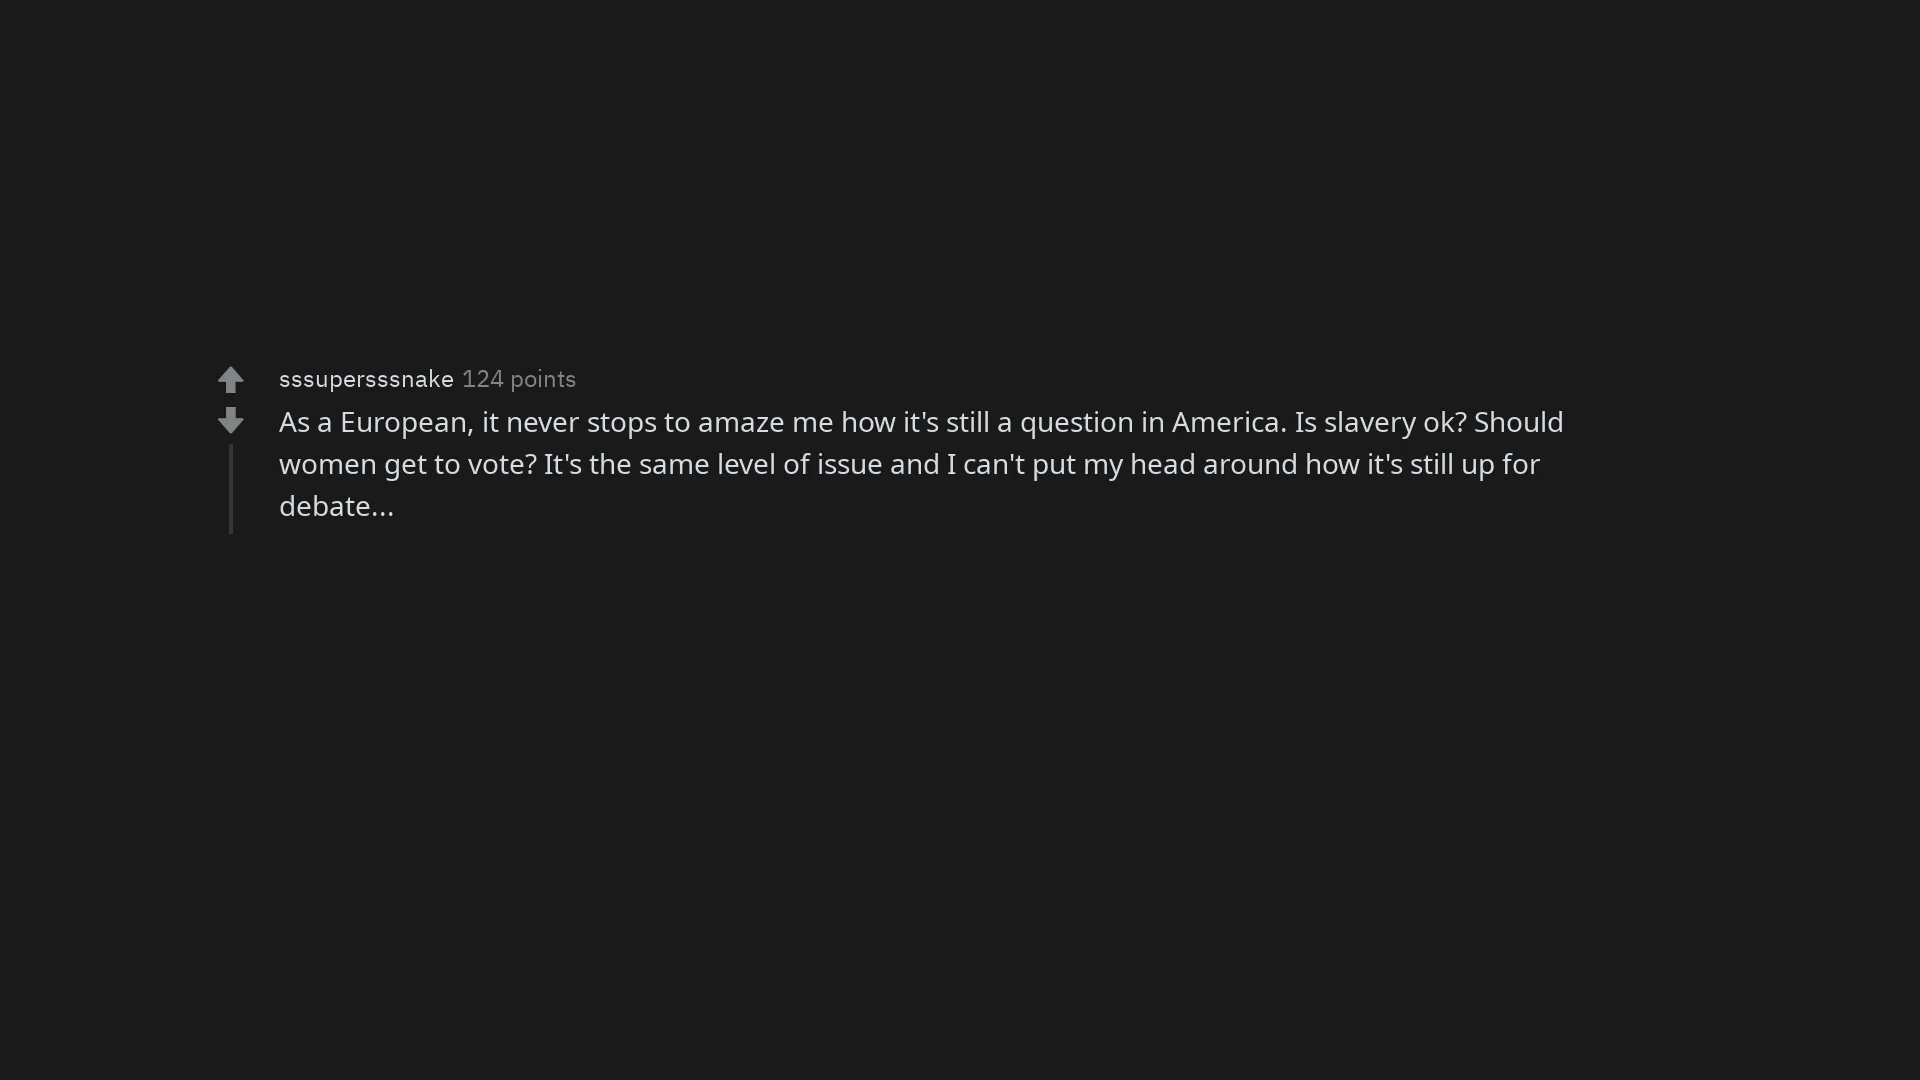 sssupersssnake 124 points
As a European, it never stops to amaze me how it's still a question in America. Is slavery ok? Should
women get to vote? It's the same level of issue and I can't put my head around how it's still up for
debate...